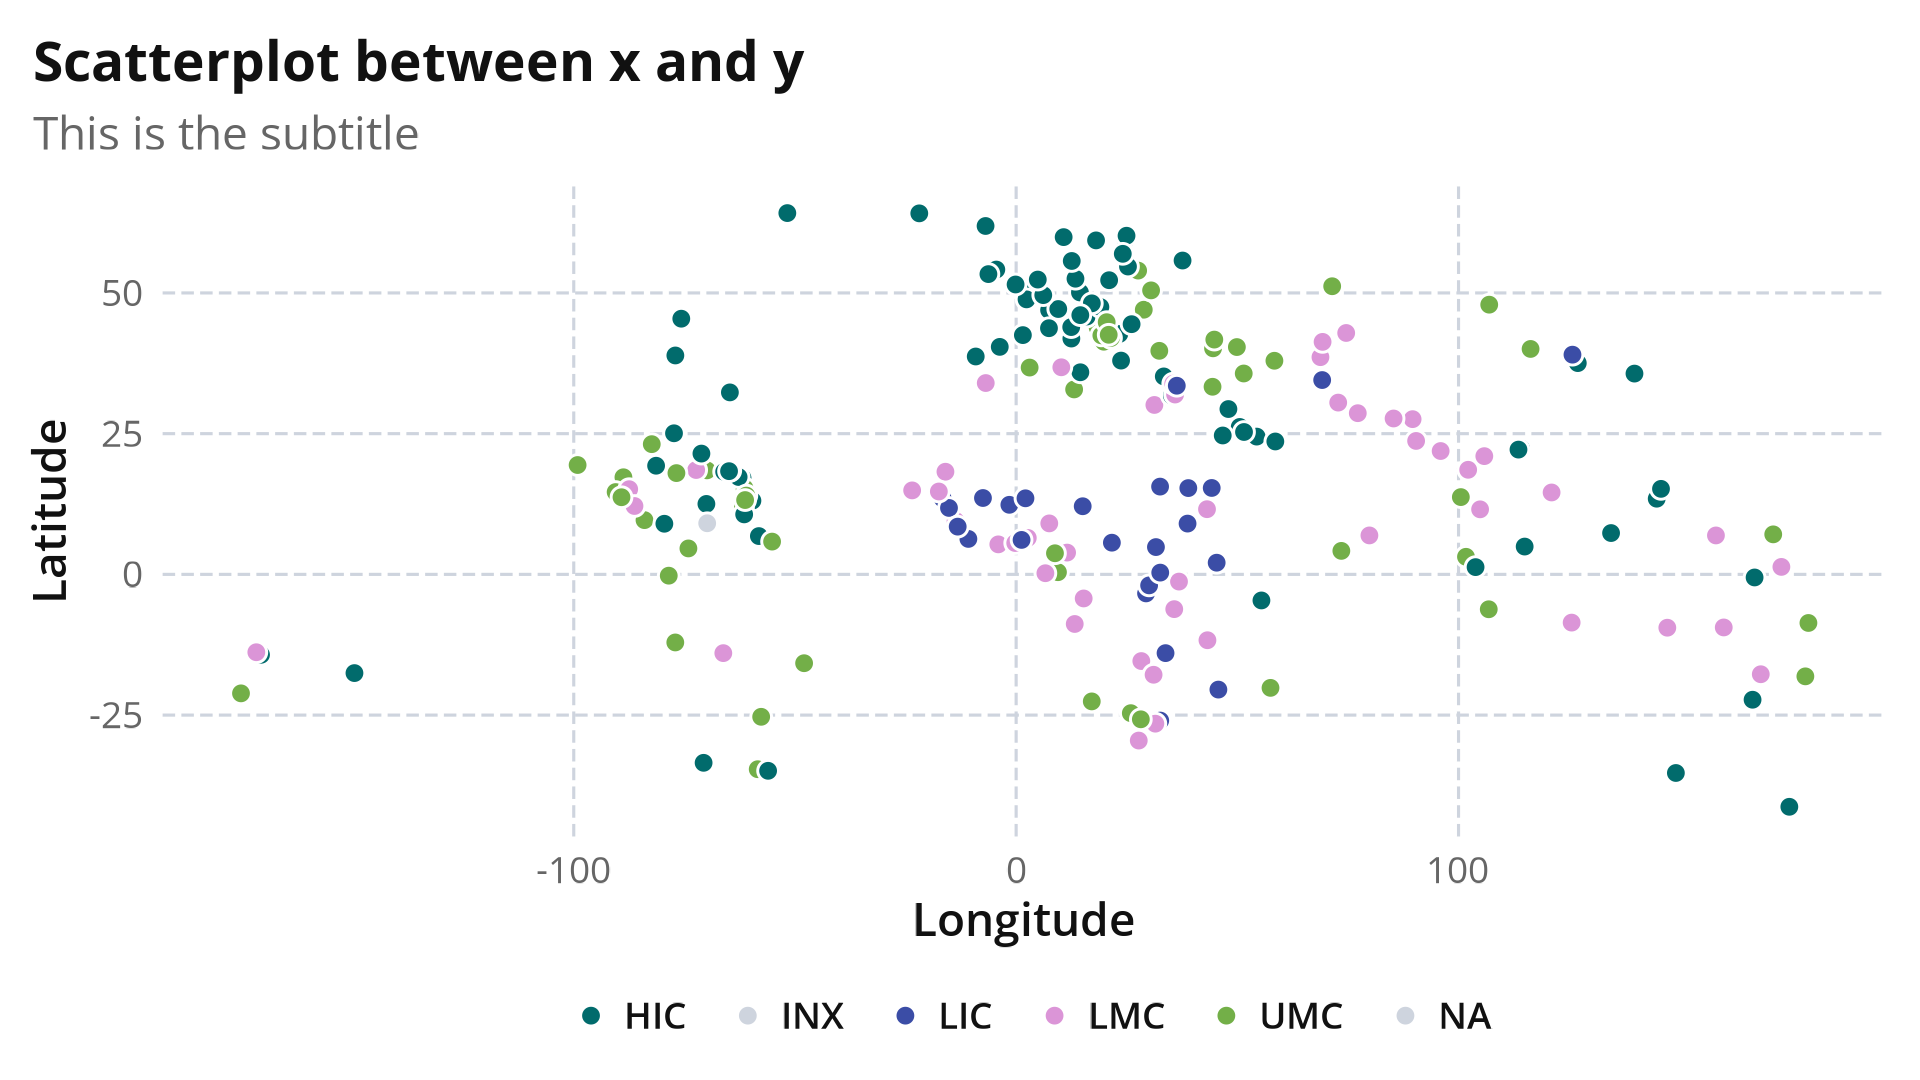 Scatterplot between x and y
This is the subtitle
Latitude
50
25
0
-25
-100 0 100
Longitude
HIC INX LIC LMC UMC NA